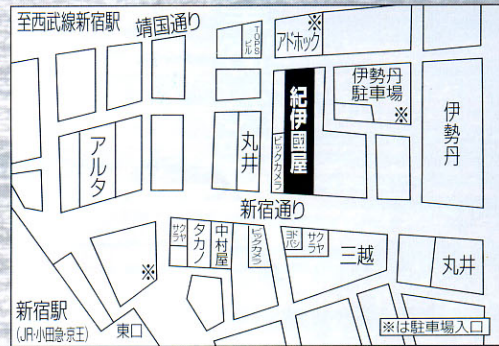 至西武線新宿駅
靖国通り
TOPS
ビル
アドホック
※
伊勢丹
駐車場
※
伊勢丹
アルタ
丸井
紀伊國屋
ビックカメラ
新宿通り
サクラヤ
タカノ
中村屋
ビックカメラ
ヨドバシ
サクラヤ
三越
丸井
※
新宿駅
(JR・小田急・京王)
東口
※は駐車場入口